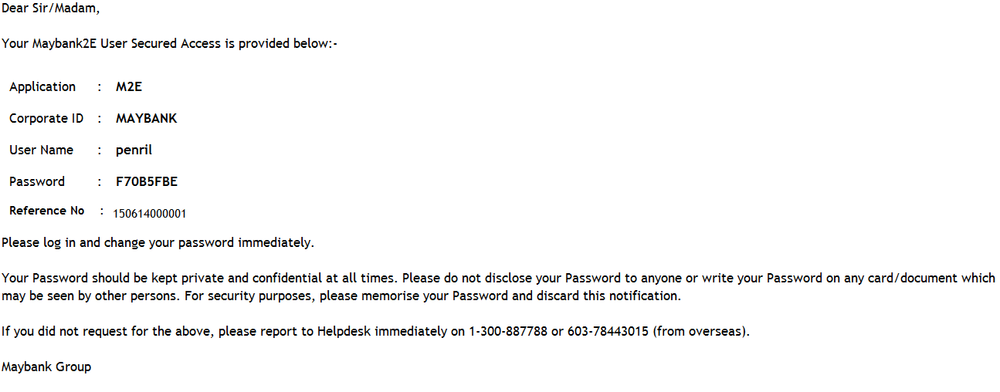 Dear Sir/Madam,
Your Maybank2E User Secured Access is provided below:-
Application : M2E
Corporate ID : MAYBANK
User Name : penril
Password : F70B5FBE
Reference No : 150614000001
Please log in and change your password immediately.
Your Password should be kept private and confidential at all times. Please do not disclose your Password to anyone or write your Password on any card/document which
may be seen by other persons. For security purposes, please memorise your Password and discard this notification.
If you did not request for the above, please report to Helpdesk immediately on 1-300-887788 or 603-78443015 (from overseas).
Maybank Group